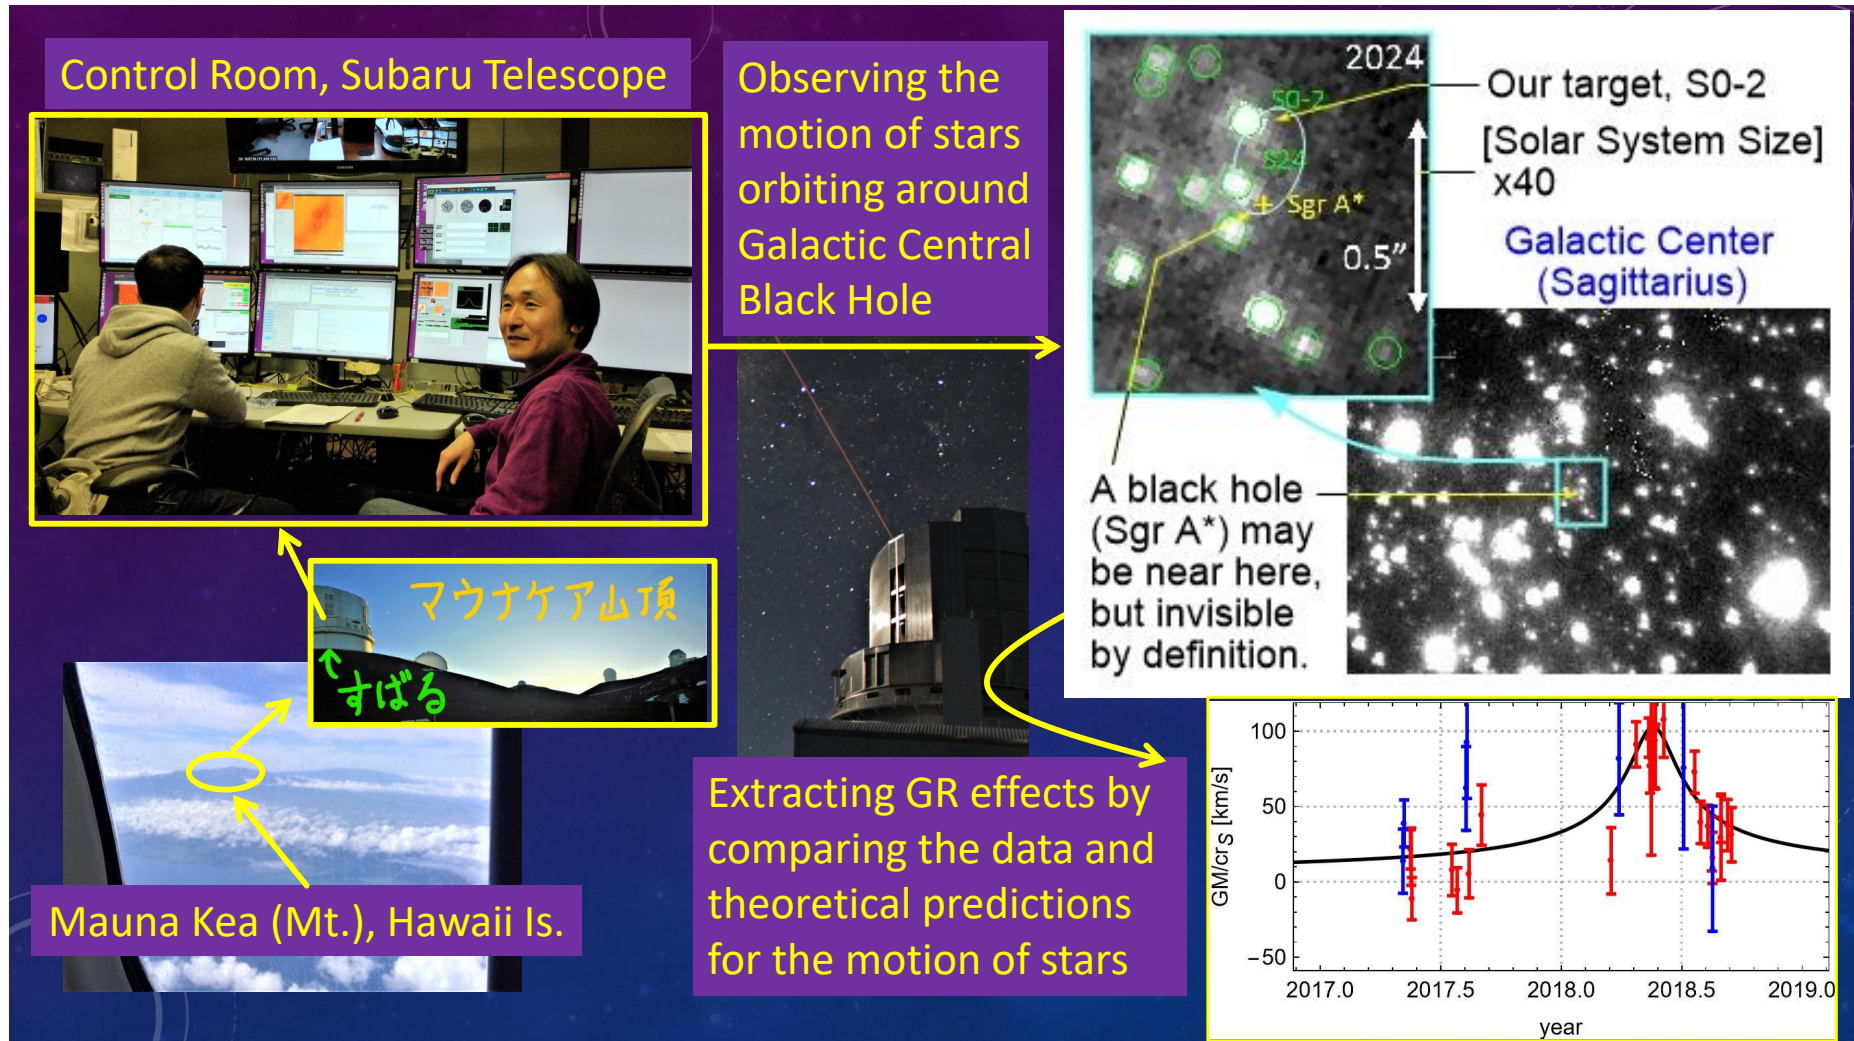 Control Room, Subaru Telescope
Observing the
motion of stars
orbiting around
Galactic Central
Black Hole
SAMSUNG
2024
S0-2
S24
Sgr A*
0.5”
Our target, S0-2
[Solar System Size]
x40
Galactic Center
(Sagittarius)
A black hole
(Sgr A*) may
be near here,
but invisible
by definition.
マウナケア山頂
↑すばる
Mauna Kea (Mt.), Hawaii Is.
Extracting GR effects by
comparing the data and
theoretical predictions
for the motion of stars
GM/crS [km/s]
100
50
0
−50
2017.0 2017.5 2018.0 2018.5 2019.0
year